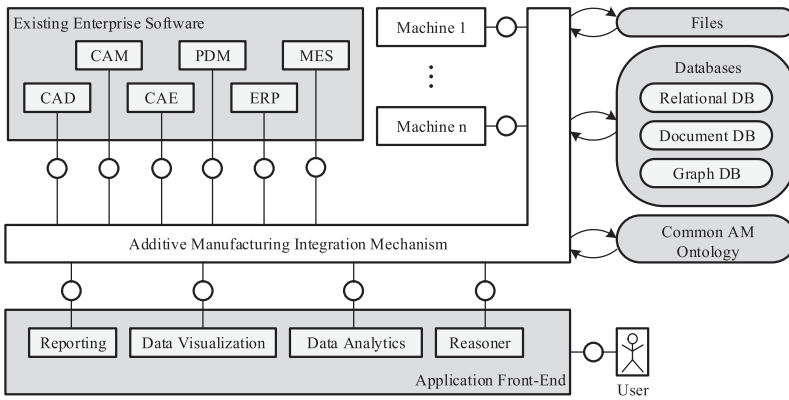 Existing Enterprise Software
CAM
PDM
MES
CAD
CAE
ERP
Machine 1
⋮
Machine n
Files
Databases
Relational DB
Document DB
Graph DB
Additive Manufacturing Integration Mechanism
Common AM
Ontology
Reporting
Data Visualization
Data Analytics
Reasoner
Application Front-End
User